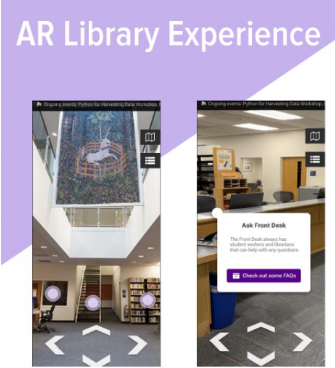 AR Library Experience
Ongoing events: Python for Harvesting Data Workshop,
Ongoing events: Python for Harvesting Data Workshop,
Ask Front Desk
The Front Desk always has
student workers and librarians
that can help with any questions.
Check out some FAQs